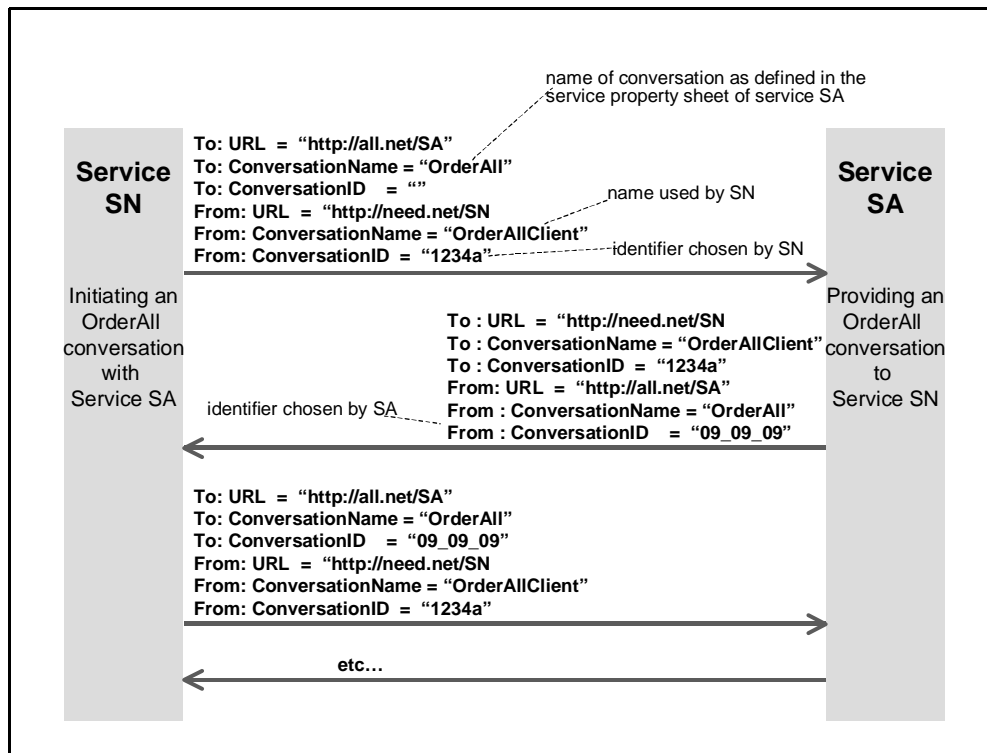 name of conversation as defined in the
service property sheet of service SA
Service
SN
To: URL = “http://all.net/SA”
To: ConversationName = “OrderAll”
To: ConversationID = “”
From: URL = “http://need.net/SN
From: ConversationName = “OrderAllClient”
From: ConversationID = “1234a”
name used by SN
identifier chosen by SN
Service
SA
Initiating an
OrderAll
conversation
with
Service SA
To : URL = “http://need.net/SN
To : ConversationName = “OrderAllClient”
To : ConversationID = “1234a”
From: URL = “http://all.net/SA”
From : ConversationName = “OrderAll”
From : ConversationID = “09_09_09”
identifier chosen by SA
Providing an
OrderAll
conversation
to
Service SN
To: URL = “http://all.net/SA”
To: ConversationName = “OrderAll”
To: ConversationID = “09_09_09”
From: URL = “http://need.net/SN
From: ConversationName = “OrderAllClient”
From: ConversationID = “1234a”
etc…